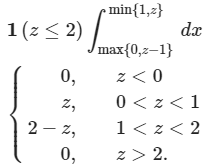 𝟏 (z ≤ 2) ∫_{max{0,z−1}}^{min{1,z}} dx
{ 0, z < 0
z, 0 < z < 1
2 − z, 1 < z < 2
0, z > 2.